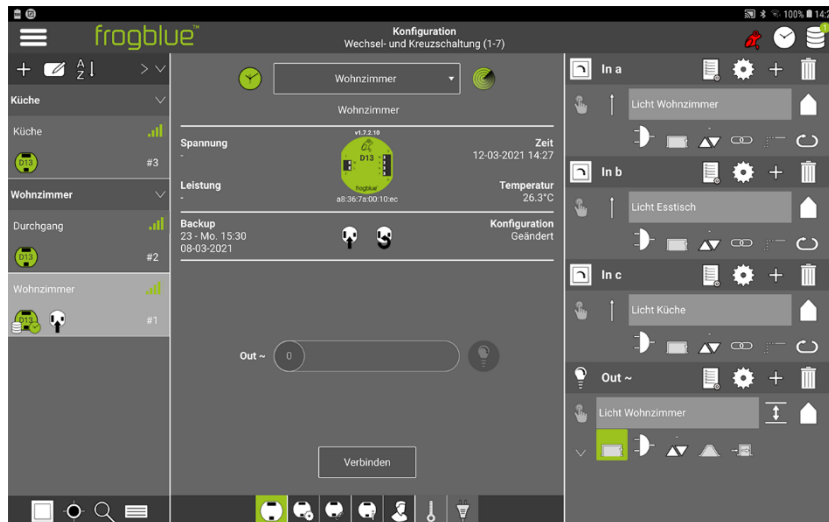 100% 14:2
frogblue™
Konfiguration
Wechsel- und Kreuzschaltung (1-7)
1
A
Z
Küche
Küche
D13
#3
Wohnzimmer
Durchgang
D13
#2
Wohnzimmer
D13
#1
Wohnzimmer
Wohnzimmer
Spannung
-
v1.7.2.10
D13
frogblue
a8:36:7a:00:10:ec
Zeit
12-03-2021 14:27
Leistung
-
Temperatur
26.3°C
Backup
23 - Mo. 15:30
08-03-2021
Konfiguration
Geändert
Out ~
0
Verbinden
In a
Licht Wohnzimmer
In b
Licht Esstisch
In c
Licht Küche
Out ~
Licht Wohnzimmer